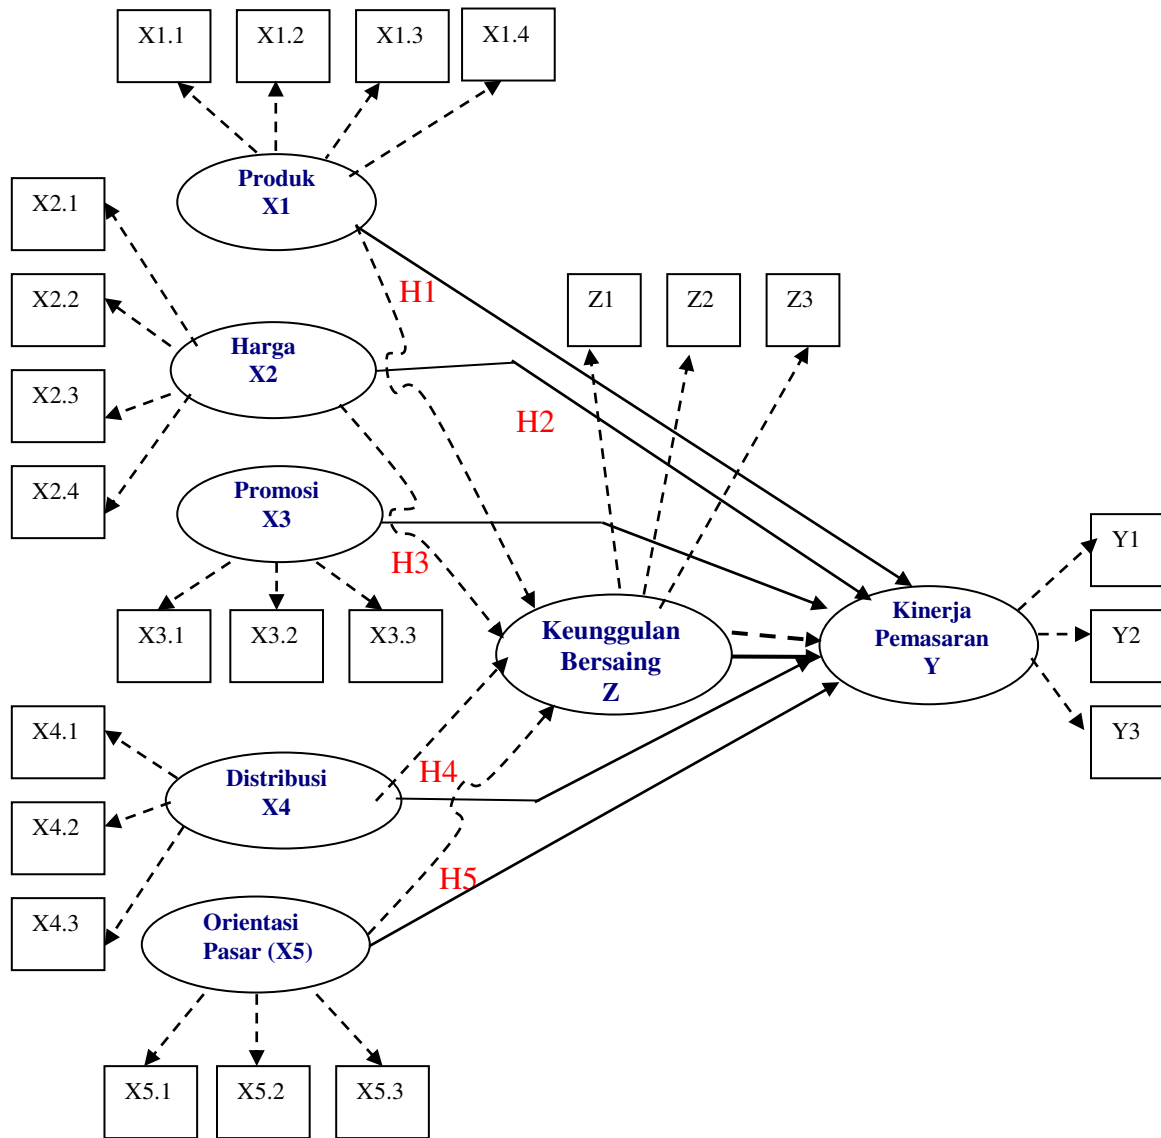 X1.1
X1.2
X1.3
X1.4
Produk
X1
X2.1
X2.2
X2.3
X2.4
Harga
X2
H1
H2
Z1
Z2
Z3
Promosi
X3
H3
X3.1
X3.2
X3.3
Keunggulan
Bersaing
Z
Kinerja
Pemasaran
Y
Y1
Y2
Y3
X4.1
X4.2
X4.3
Distribusi
X4
H4
H5
Orientasi
Pasar (X5)
X5.1
X5.2
X5.3